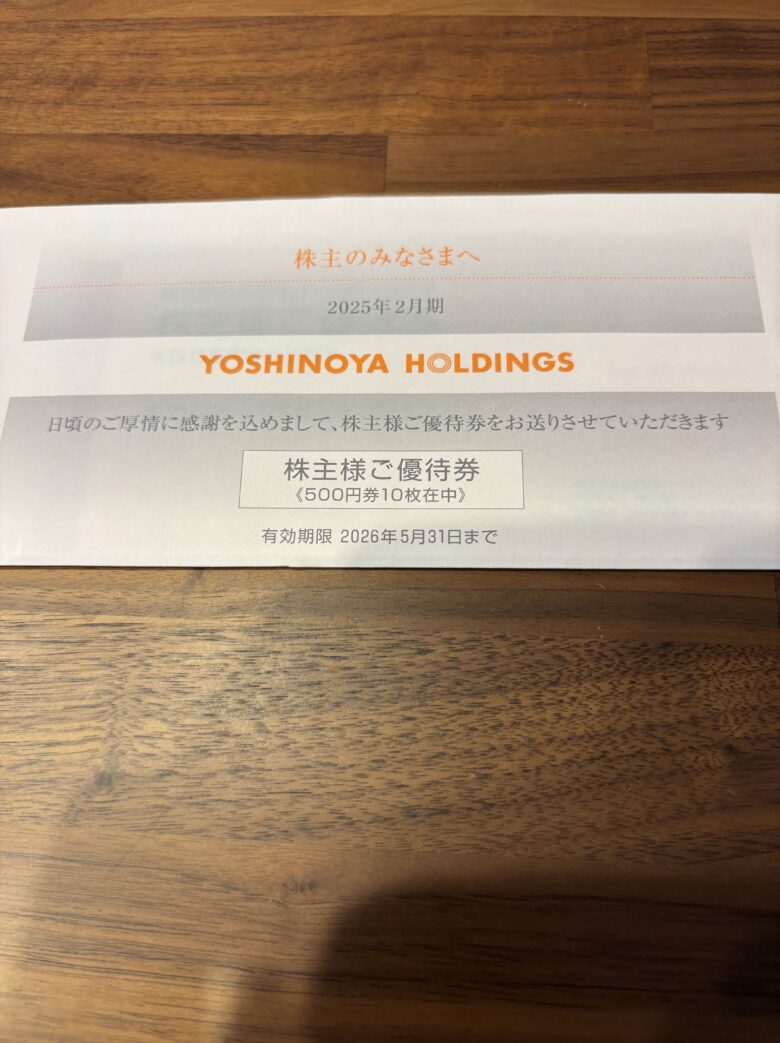 株主のみなさまへ
2025年2月期
YOSHINOYA HOLDINGS
日頃のご厚情に感謝を込めまして、株主様ご優待券をお送りさせていただきます
株主様ご優待券
《500円券10枚在中》
有効期限 2026年5月31日まで